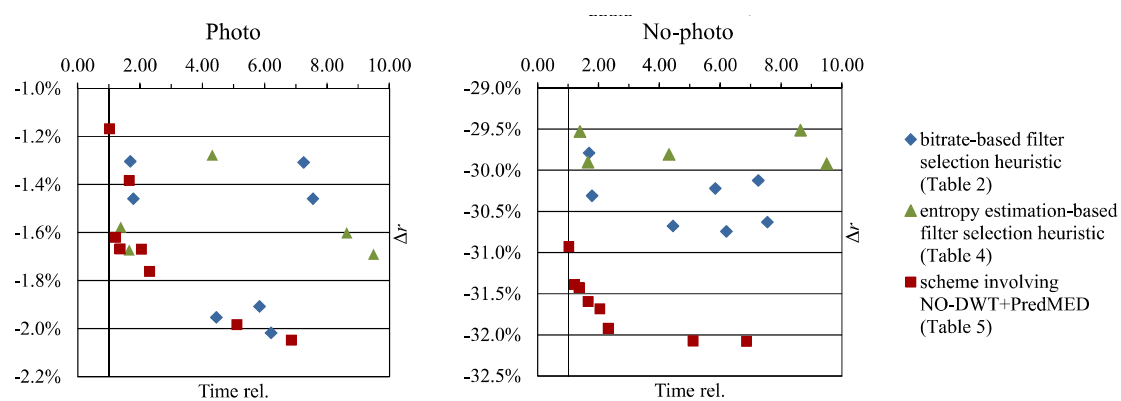 Photo
0.00 2.00 4.00 6.00 8.00 10.00
-1.0%
-1.2%
-1.4%
-1.6%
-1.8%
-2.0%
-2.2%
Δr
Time rel.
No-photo
0.00 2.00 4.00 6.00 8.00 10.00
-29.0%
-29.5%
-30.0%
-30.5%
-31.0%
-31.5%
-32.0%
-32.5%
Δr
Time rel.
bitrate-based filter
selection heuristic
(Table 2)
entropy estimation-based
filter selection heuristic
(Table 4)
scheme involving
NO-DWT+PredMED
(Table 5)